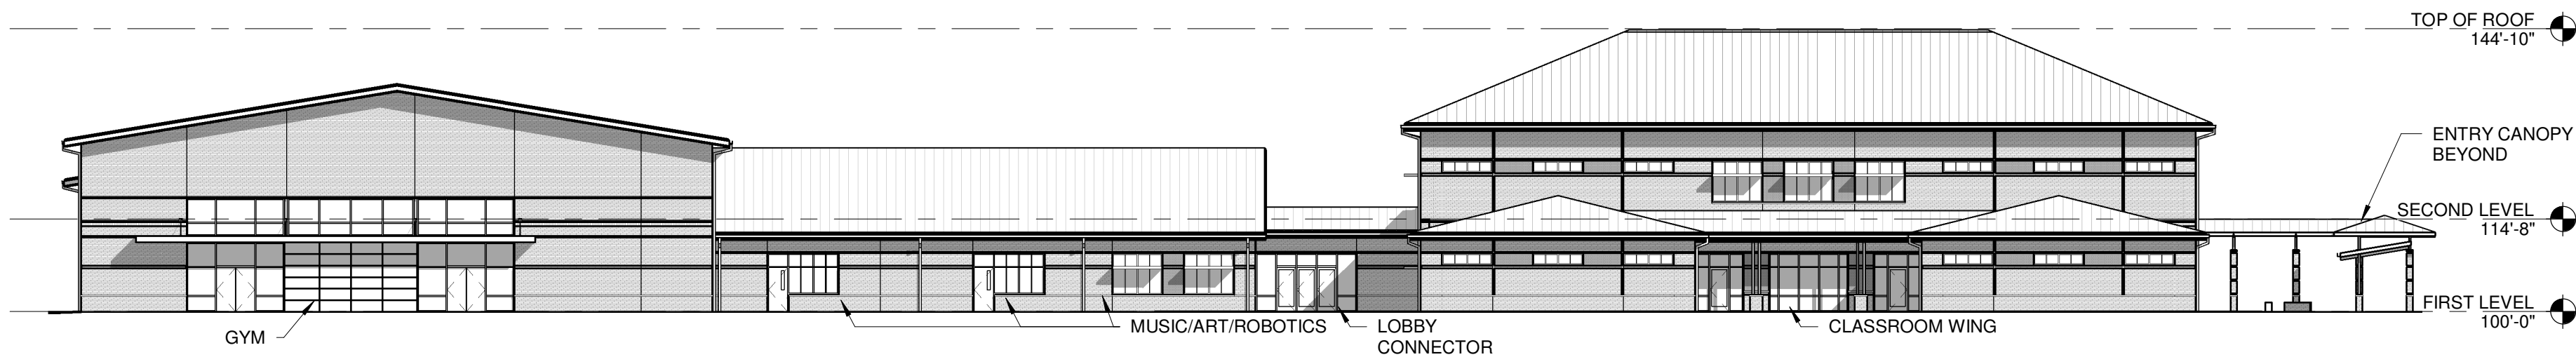 TOP OF ROOF
144'-10"
ENTRY CANOPY
BEYOND
SECOND LEVEL
114'-8"
FIRST LEVEL
100'-0"
GYM
MUSIC/ART/ROBOTICS
LOBBY
CONNECTOR
CLASSROOM WING